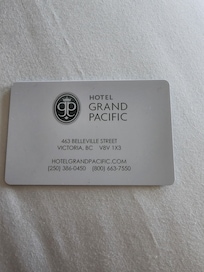 HOTEL
GRAND
PACIFIC
463 BELLEVILLE STREET
VICTORIA, BC V8V 1X3
HOTELGRANDPACIFIC.COM
(250) 386-0450 (800) 663-7550